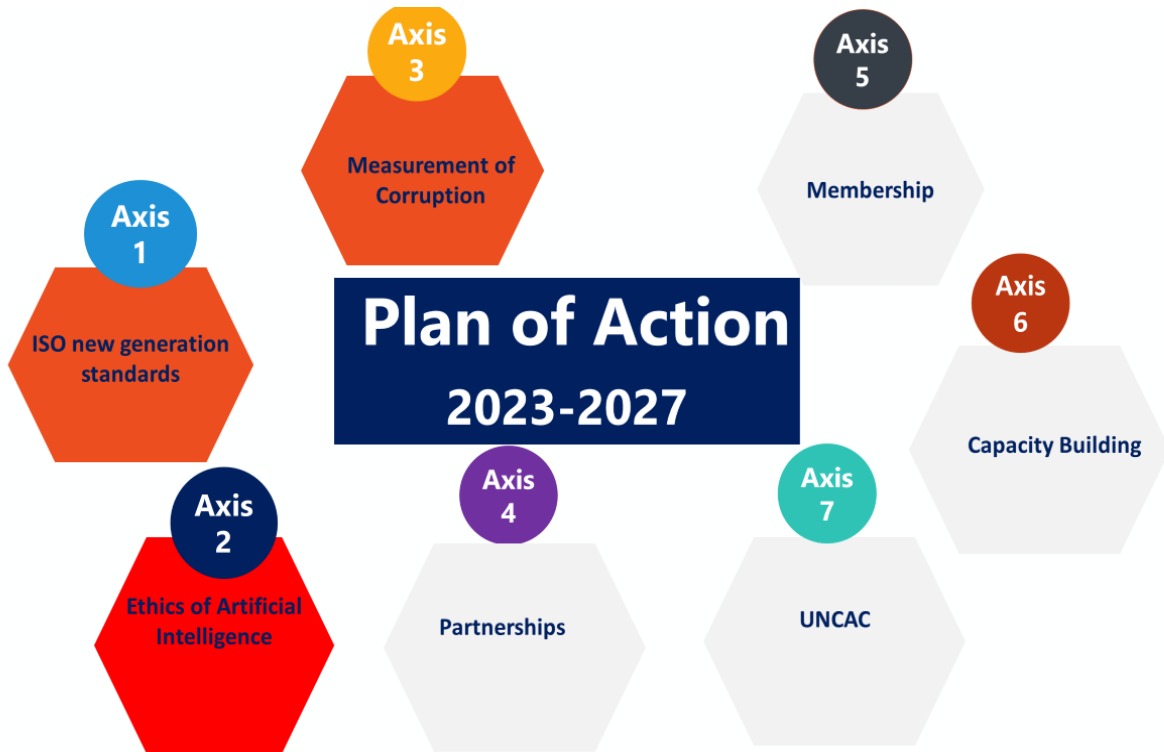 Axis
3
Measurement of
Corruption
Axis
5
Membership
Axis
1
ISO new generation
standards
Plan of Action
2023-2027
Axis
6
Capacity Building
Axis
2
Ethics of Artificial
Intelligence
Axis
4
Partnerships
Axis
7
UNCAC